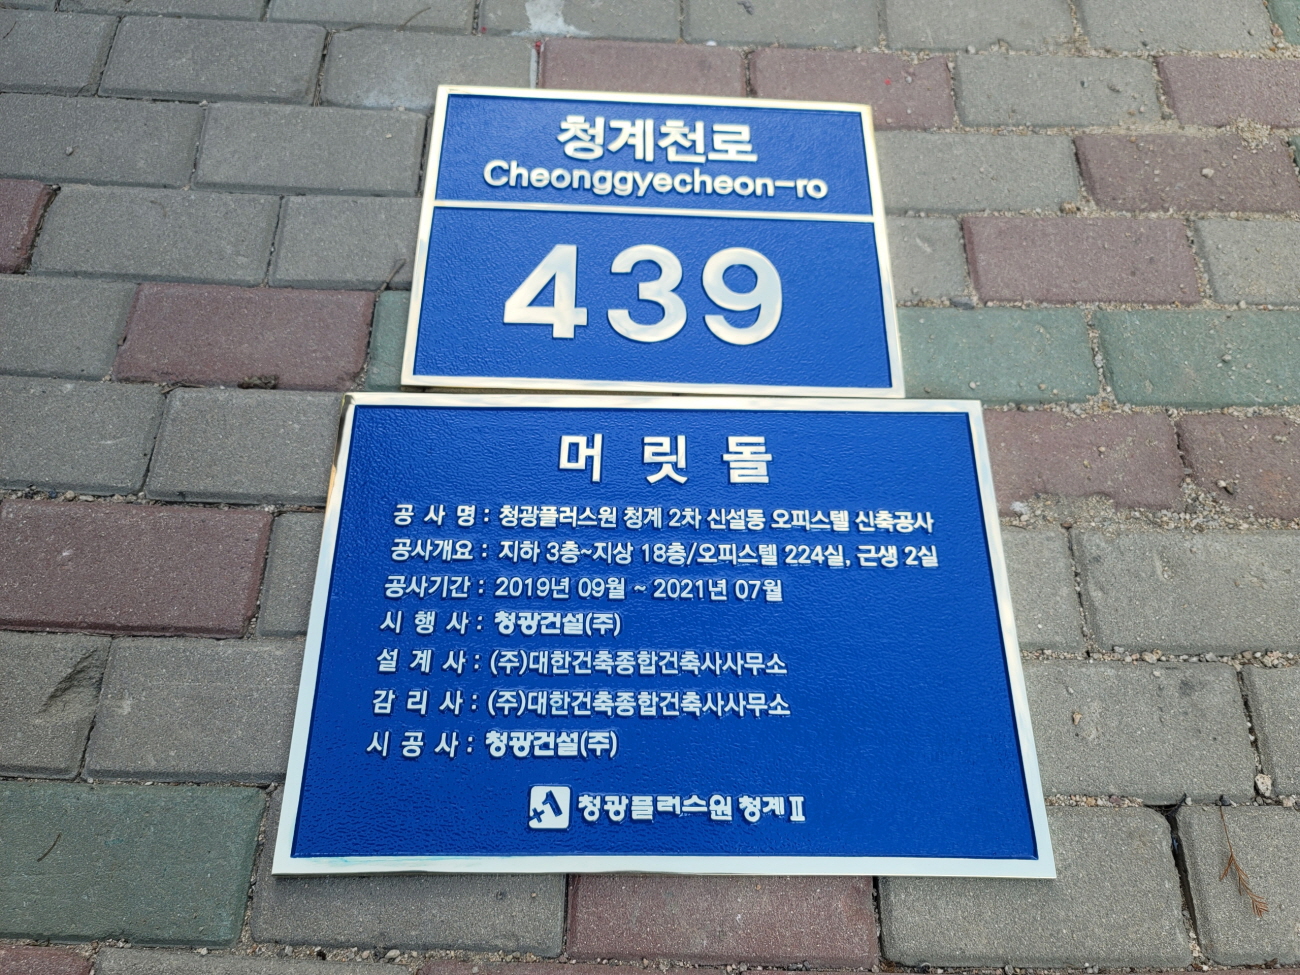 청계천로
Cheonggyecheon-ro
439
머릿돌
공사명 : 청광플러스원 청계 2차 신설동 오피스텔 신축공사
공사개요 : 지하 3층~지상 18층/오피스텔 224실, 근생 2실
공사기간 : 2019년 09월 ~ 2021년 07월
시행사 : 청광건설(주)
설계사 : (주)대한건축종합건축사사무소
감리사 : (주)대한건축종합건축사사무소
시공사 : 청광건설(주)
+1 청광플러스원 청계Ⅱ